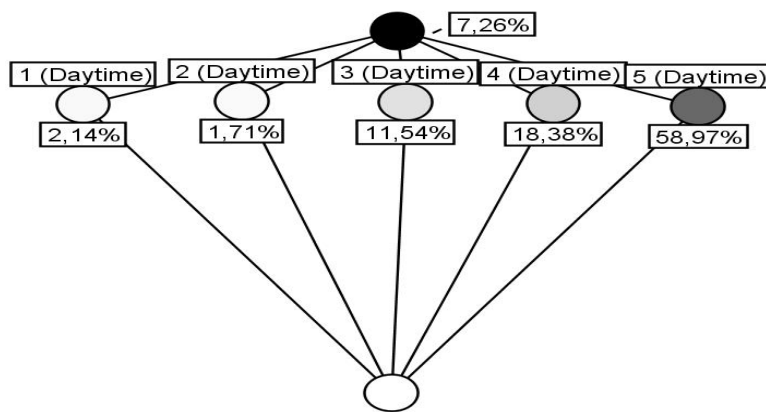 7,26%
1 (Daytime)
2 (Daytime)
3 (Daytime)
4 (Daytime)
5 (Daytime)
2,14%
1,71%
11,54%
18,38%
58,97%